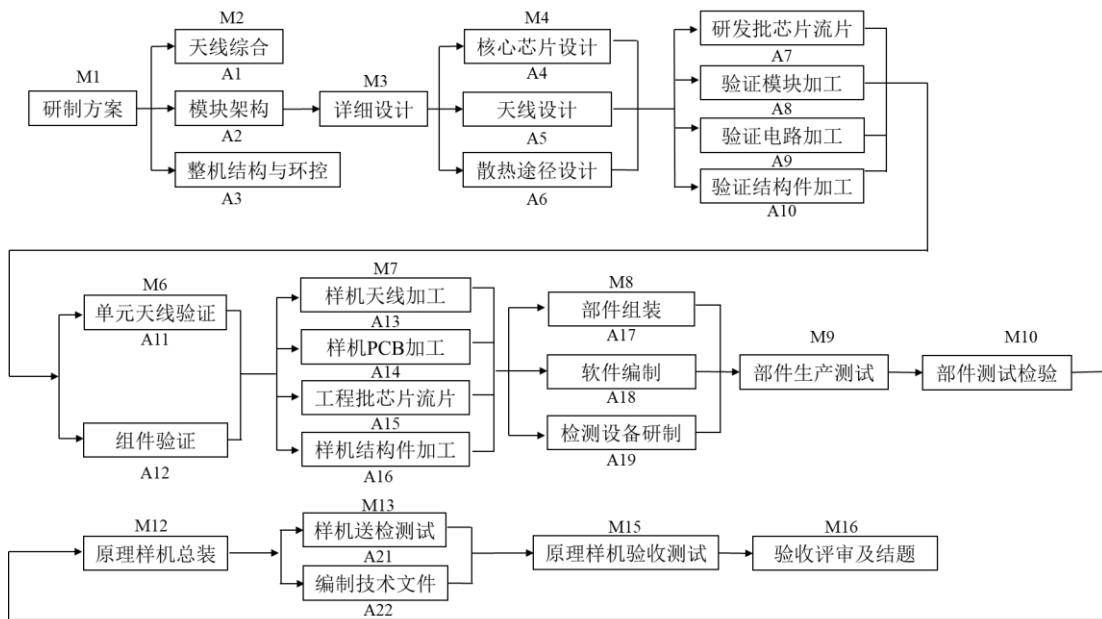 M1
研制方案
M2
天线综合
A1
模块架构
A2
整机结构与环控
A3
M3
详细设计
M4
核心芯片设计
A4
天线设计
A5
散热途径设计
A6
研发批芯片流片
A7
验证模块加工
A8
验证电路加工
A9
验证结构件加工
A10
M6
单元天线验证
A11
组件验证
A12
M7
样机天线加工
A13
样机PCB加工
A14
工程批芯片流片
A15
样机结构件加工
A16
M8
部件组装
A17
软件编制
A18
检测设备研制
A19
M9
部件生产测试
M10
部件测试检验
M12
原理样机总装
M13
样机送检测试
A21
编制技术文件
A22
M15
原理样机验收测试
M16
验收评审及结题